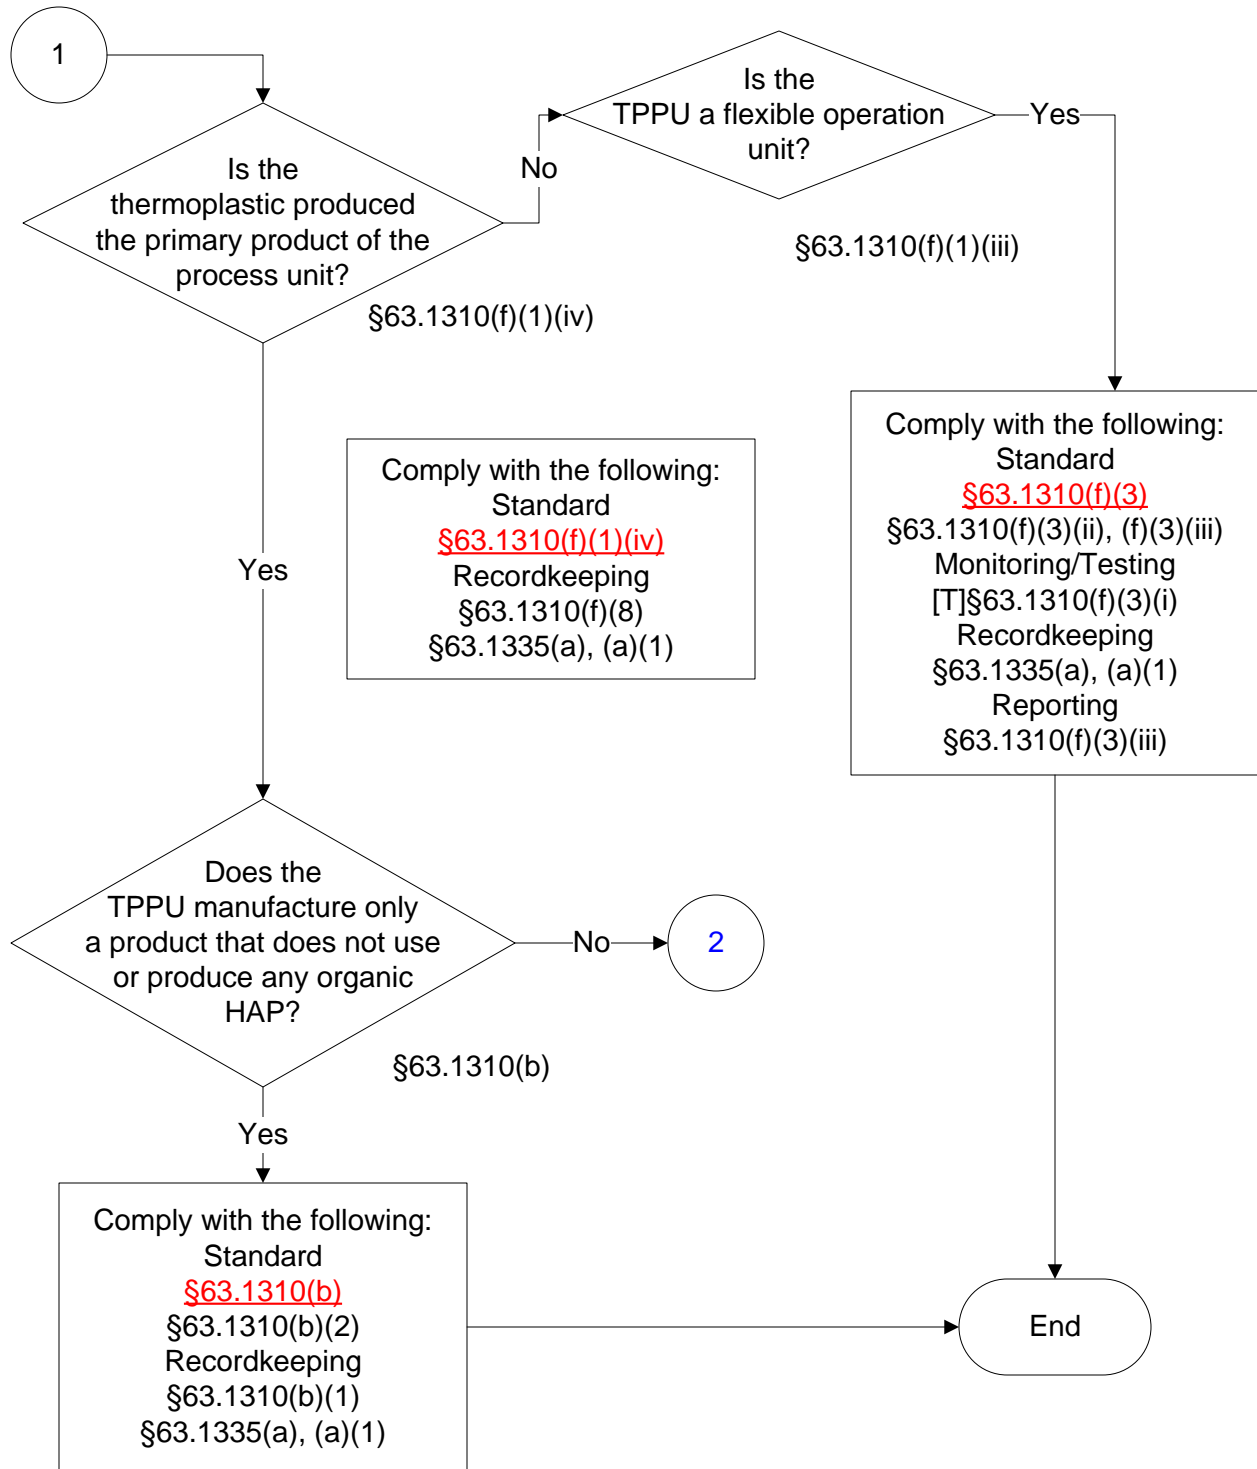 1
Is the
thermoplastic produced
the primary product of the
process unit?
§63.1310(f)(1)(iv)
No
Is the
TPPU a flexible operation
unit?
Yes
§63.1310(f)(1)(iii)
Comply with the following:
Standard
§63.1310(f)(3)
§63.1310(f)(3)(ii), (f)(3)(iii)
Monitoring/Testing
[T]§63.1310(f)(3)(i)
Recordkeeping
§63.1335(a), (a)(1)
Reporting
§63.1310(f)(3)(iii)
Comply with the following:
Standard
§63.1310(f)(1)(iv)
Recordkeeping
§63.1310(f)(8)
§63.1335(a), (a)(1)
Yes
Does the
TPPU manufacture only
a product that does not use
or produce any organic
HAP?
§63.1310(b)
No
2
Yes
Comply with the following:
Standard
§63.1310(b)
§63.1310(b)(2)
Recordkeeping
§63.1310(b)(1)
§63.1335(a), (a)(1)
End